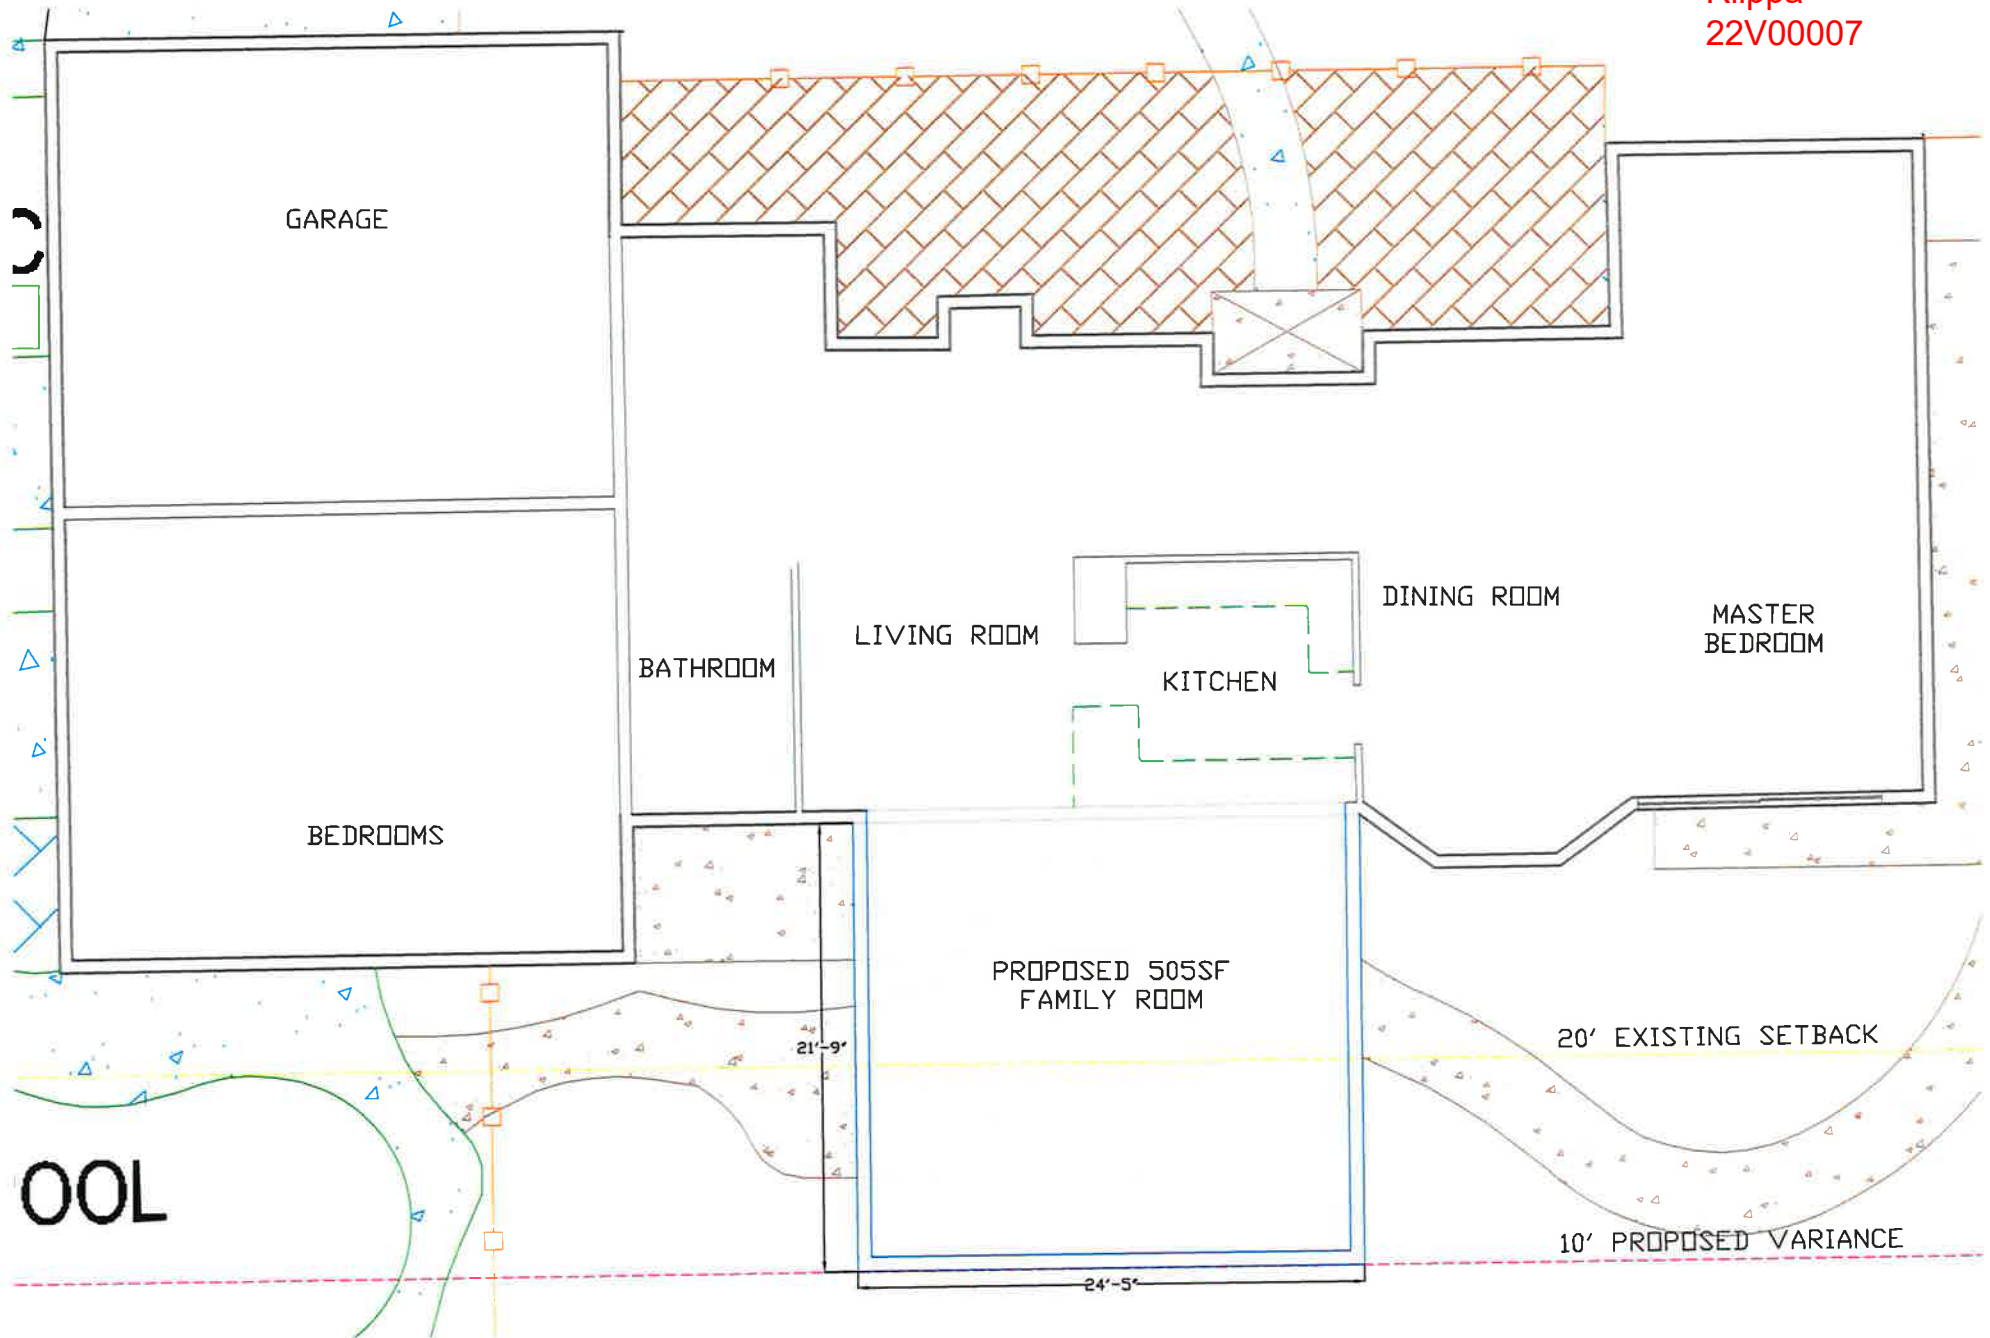 22V00007
GARAGE
DINING ROOM
MASTER
BEDROOM
LIVING ROOM
BATHROOM
KITCHEN
BEDROOMS
PROPOSED 505SF
FAMILY ROOM
20' EXISTING SETBACK
21'-9"
OOL
10' PROPOSED VARIANCE
24'-5"